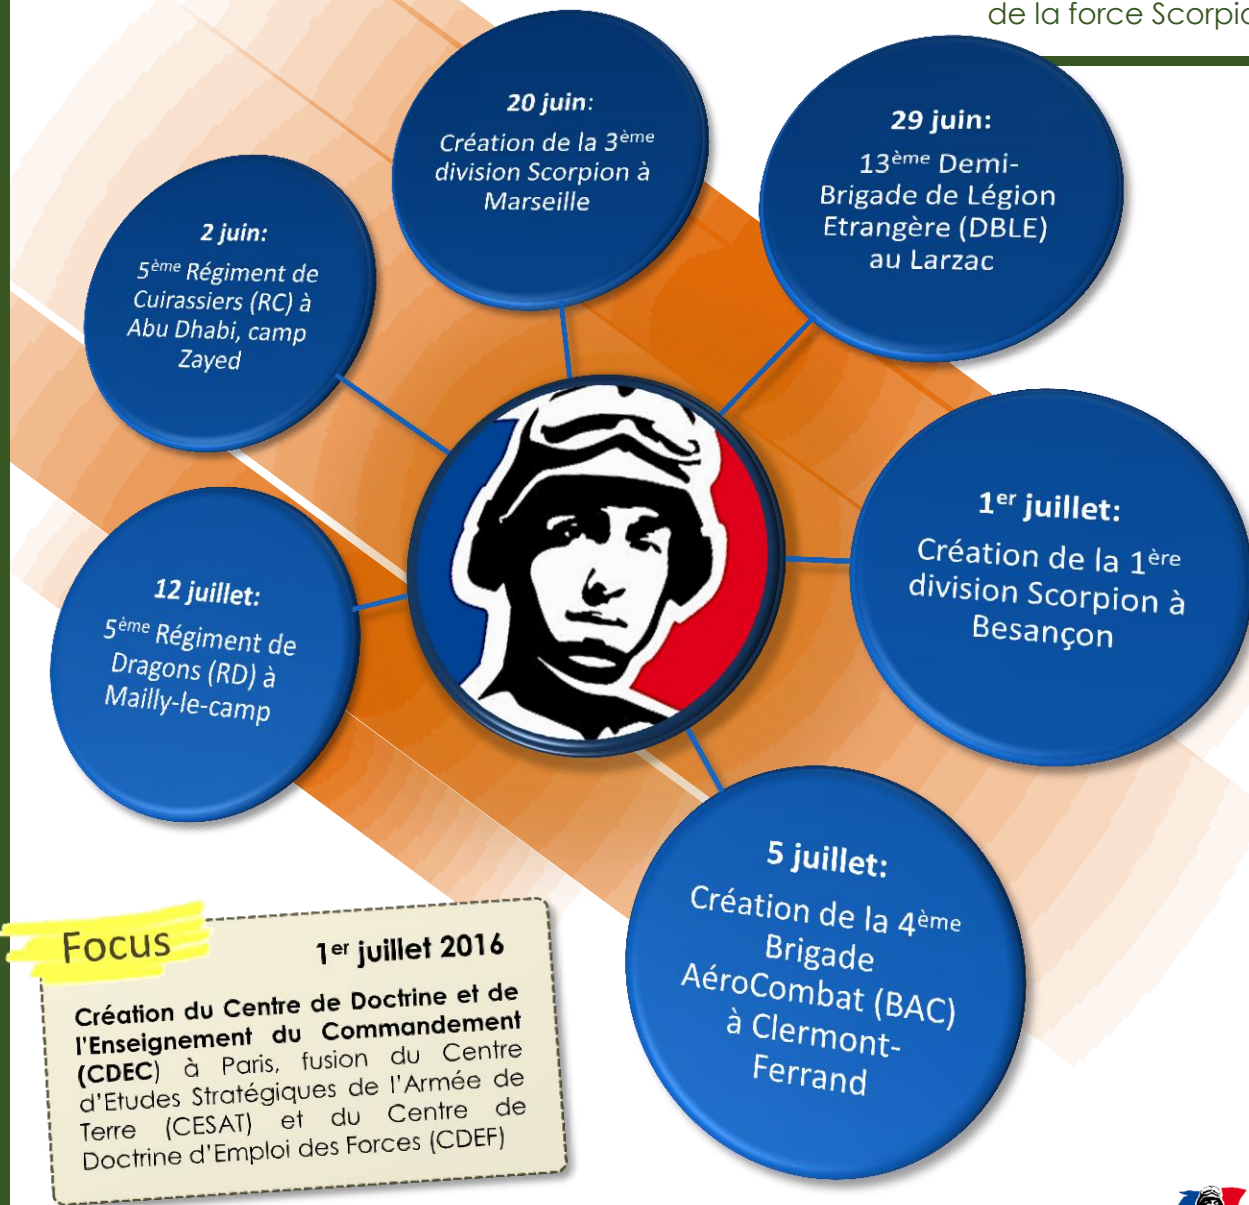 de la force Scorpio
20 juin:
Création de la 3ème
division Scorpion à
Marseille
29 juin:
13ème Demi-
Brigade de Légion
Etrangère (DBLE)
au Larzac
2 juin:
5ème Régiment de
Cuirassiers (RC) à
Abu Dhabi, camp
Zayed
1er juillet:
Création de la 1ère
division Scorpion à
Besançon
12 juillet:
5ème Régiment de
Dragons (RD) à
Mailly-le-camp
5 juillet:
Création de la 4ème
Brigade
AéroCombat (BAC)
à Clermont-
Ferrand
Focus
1er juillet 2016
Création du Centre de Doctrine et de
l'Enseignement du Commandement
(CDEC) à Paris, fusion du Centre
d'Etudes Stratégiques de l'Armée de
Terre (CESAT) et du Centre de
Doctrine d'Emploi des Forces (CDEF)